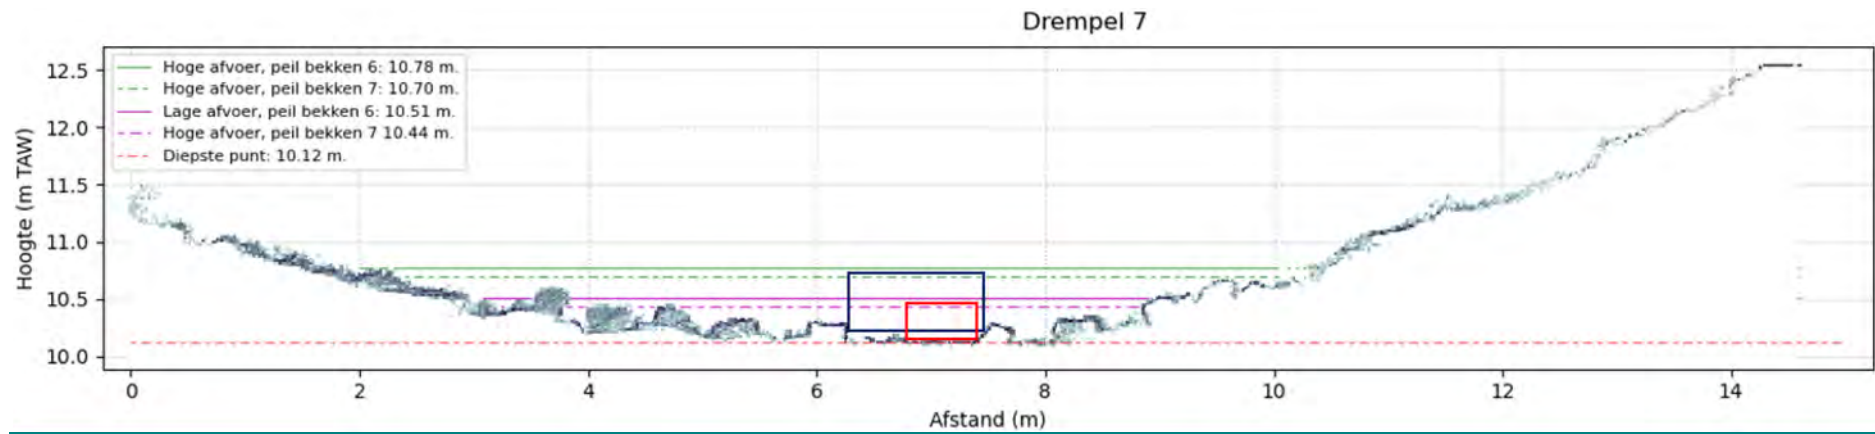 Drempel 7
Hoge afvoer, peil bekken 6: 10.78 m.
Hoge afvoer, peil bekken 7: 10.70 m.
Lage afvoer, peil bekken 6: 10.51 m.
Hoge afvoer, peil bekken 7 10.44 m.
Diepste punt: 10.12 m.
Hoogte (m TAW)
12.5
12.0
11.5
11.0
10.5
10.0
0 2 4 6 8 10 12 14
Afstand (m)